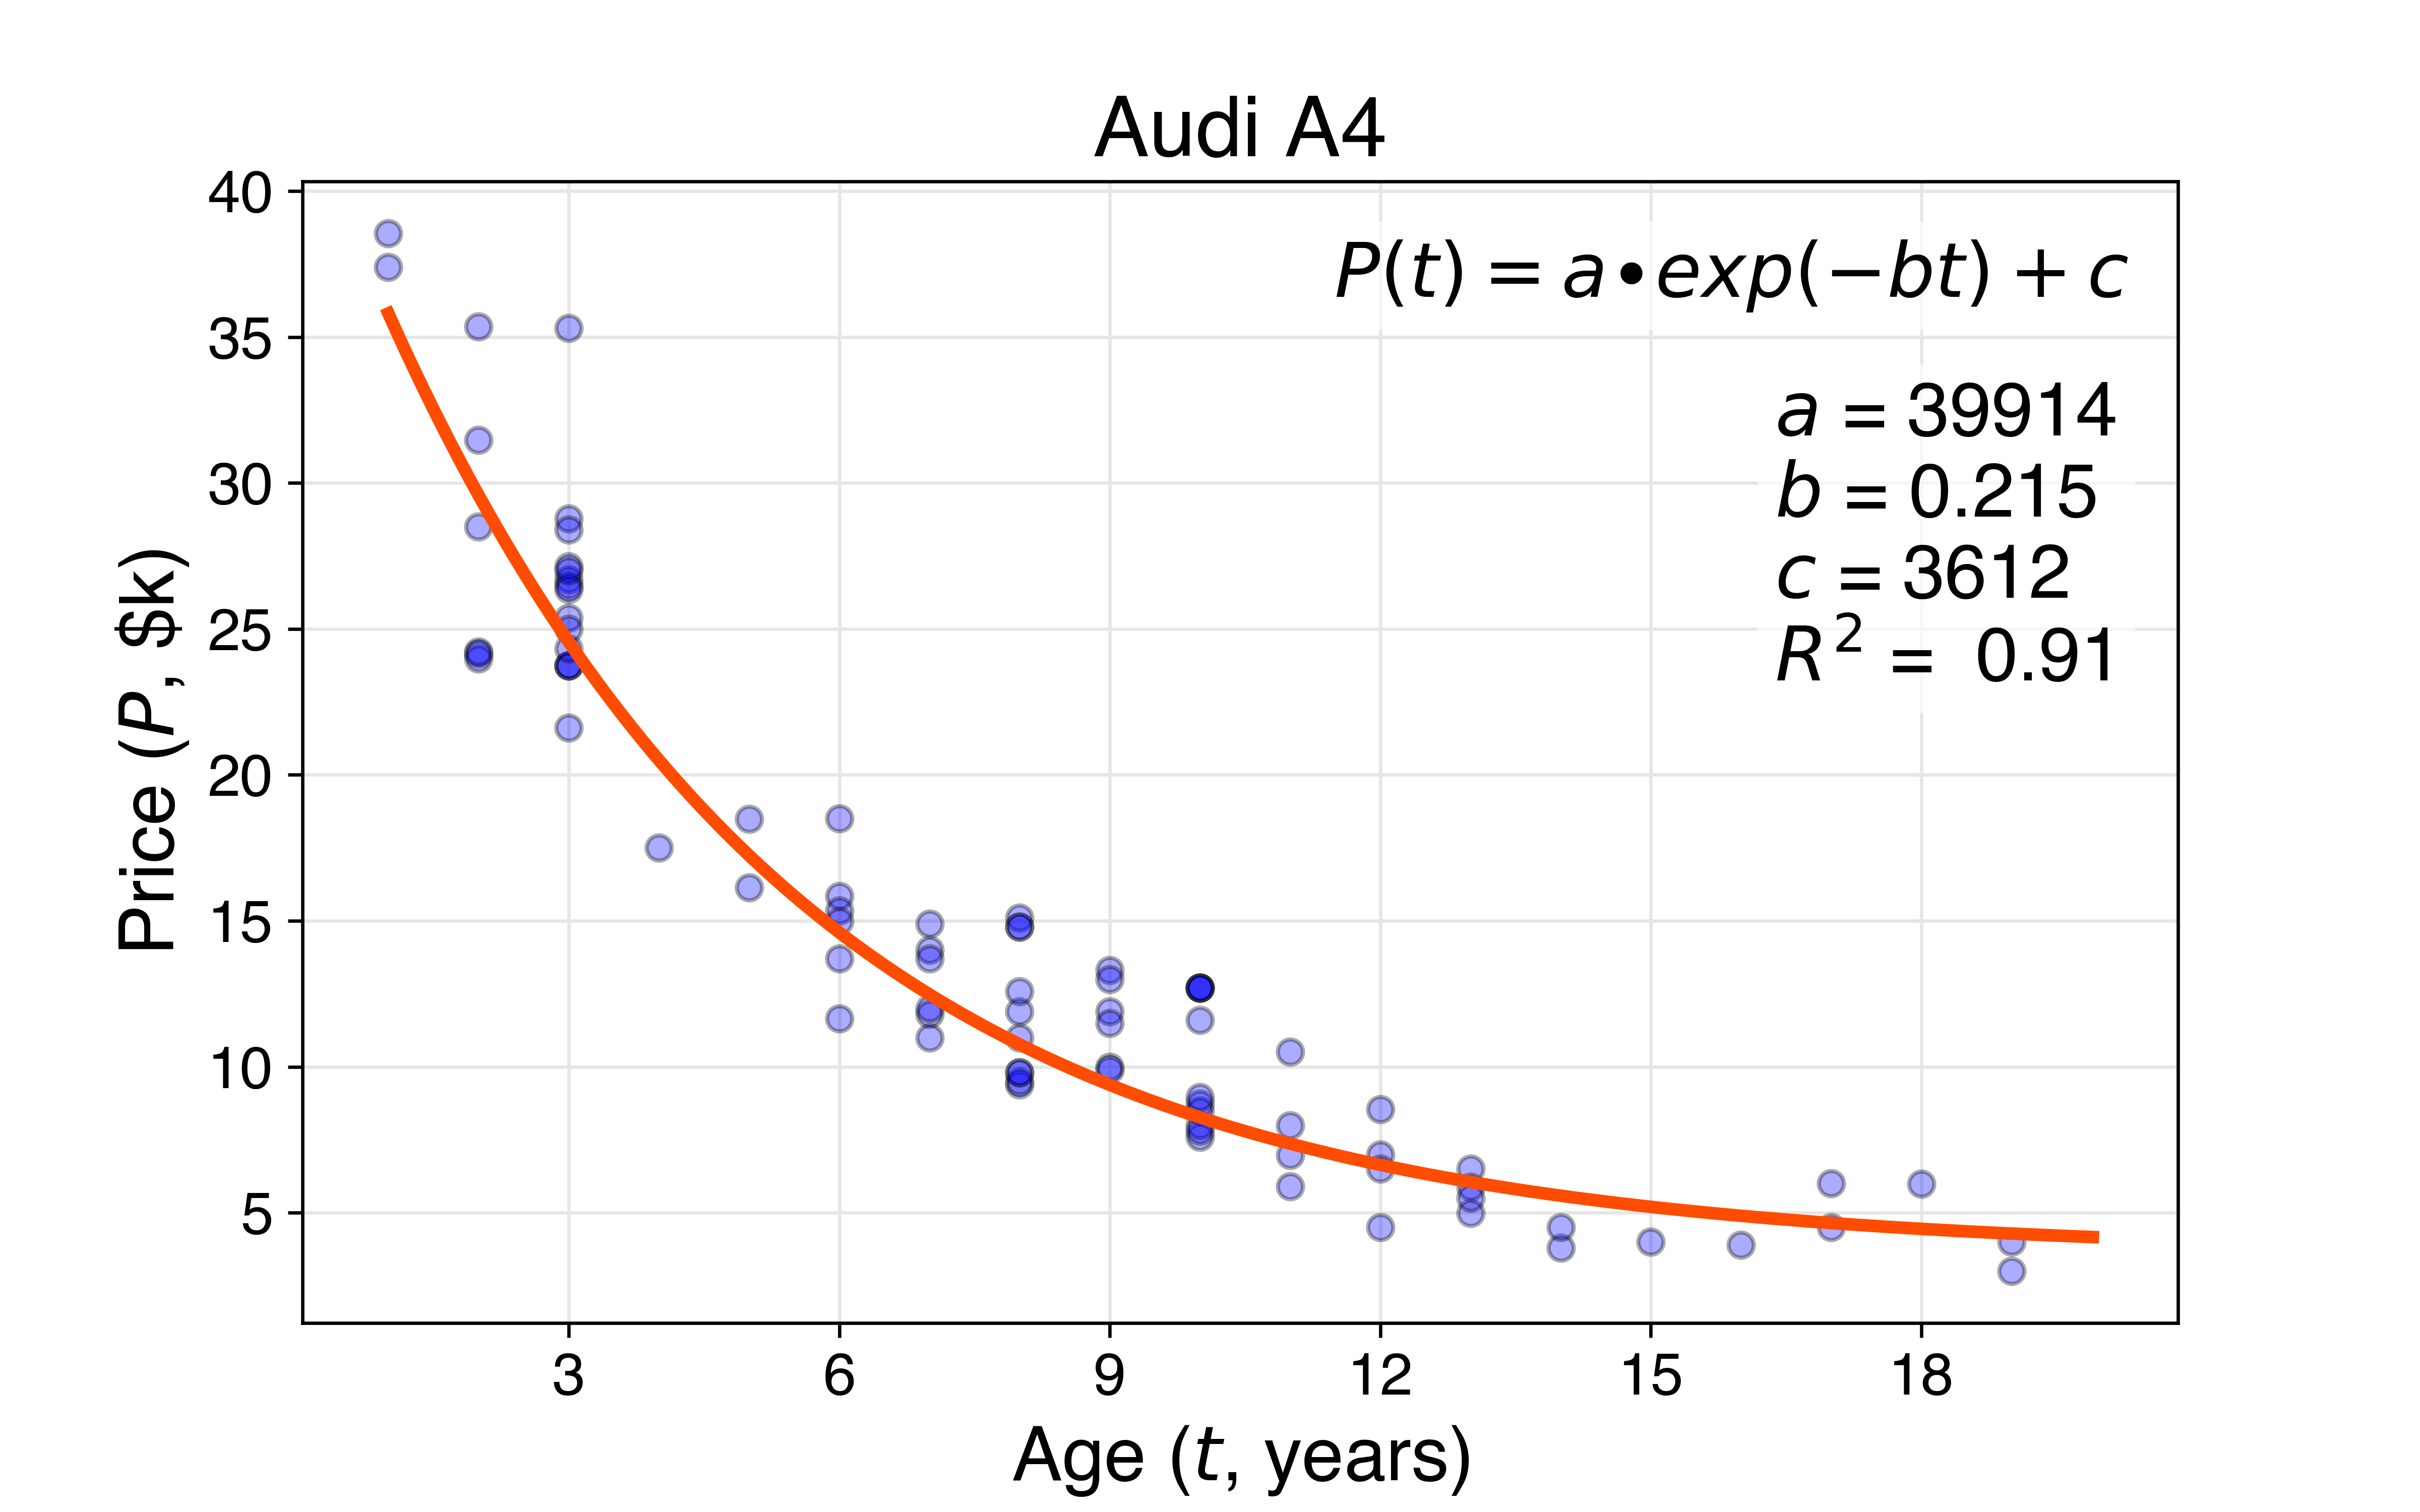 Audi A4
P(t) = a•exp(−bt) + c
a = 39914
b = 0.215
c = 3612
R² = 0.91
Price (P, $k)
40
35
30
25
20
15
10
5
3 6 9 12 15 18
Age (t, years)